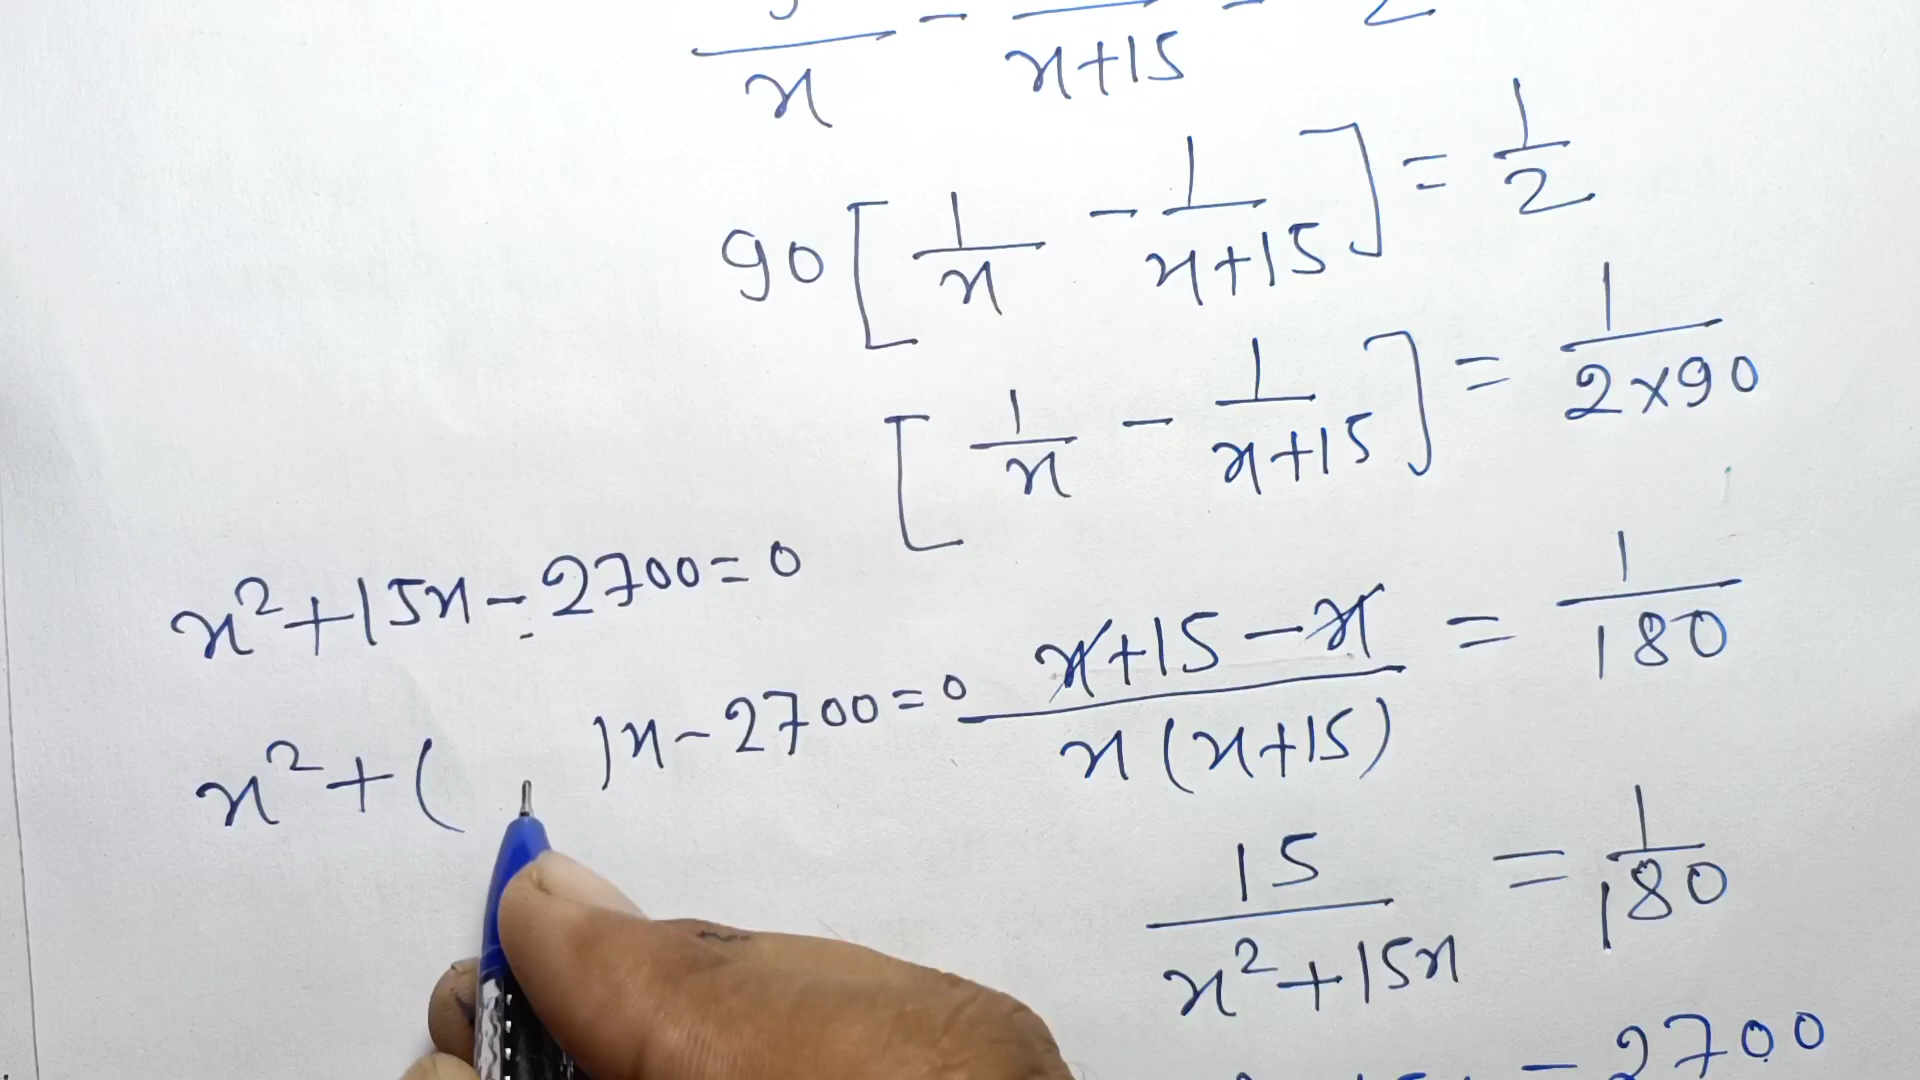 /x - /x+15 = 2
90[1/x - 1/x+15] = 1/2
[1/x - 1/x+15] = 1/2×90
x+15-x/x(x+15) = 1/180
15/x²+15x = 1/180
- 2700
x²+15x-2700=0
x²+( )x-2700=0